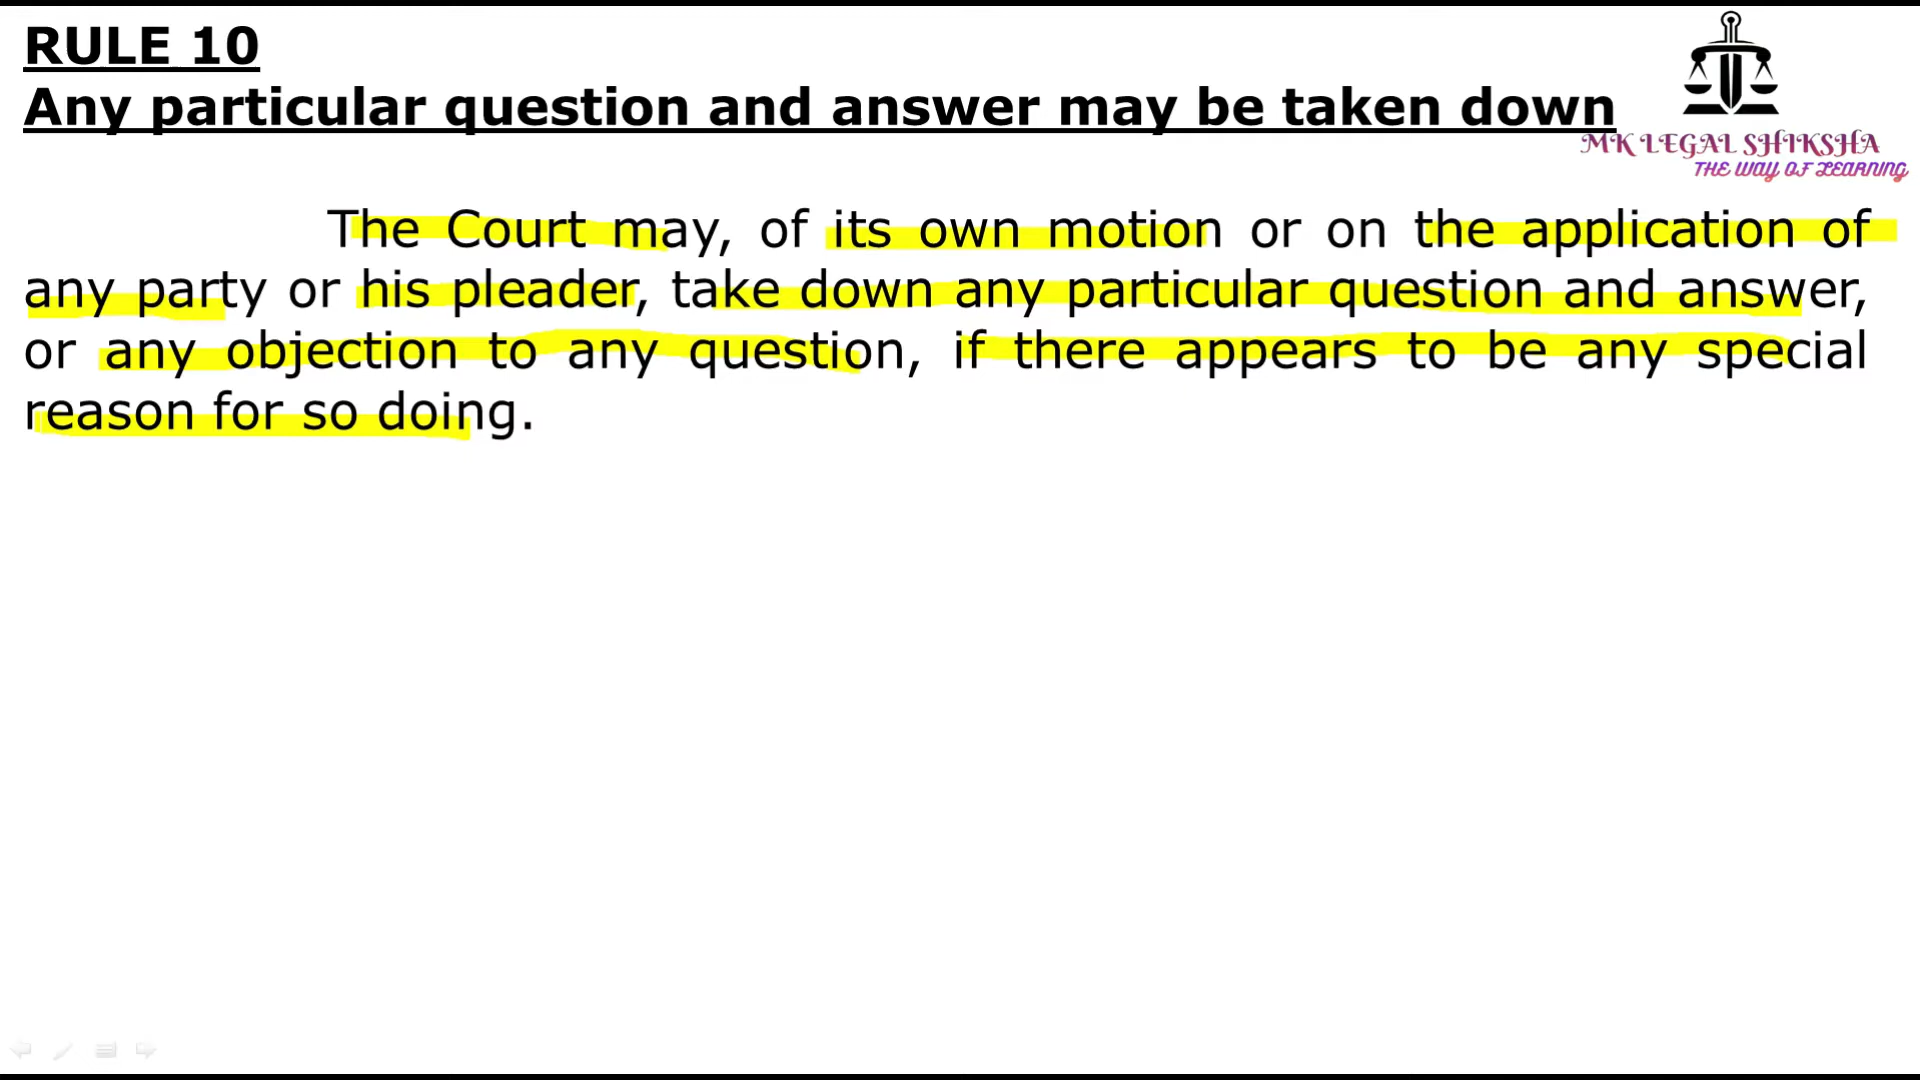 RULE 10
Any particular question and answer may be taken down
MK LEGAL SHIKSHA
THE WAY OF LEARNING
The Court may, of its own motion or on the application of
any party or his pleader, take down any particular question and answer,
or any objection to any question, if there appears to be any special
reason for so doing.